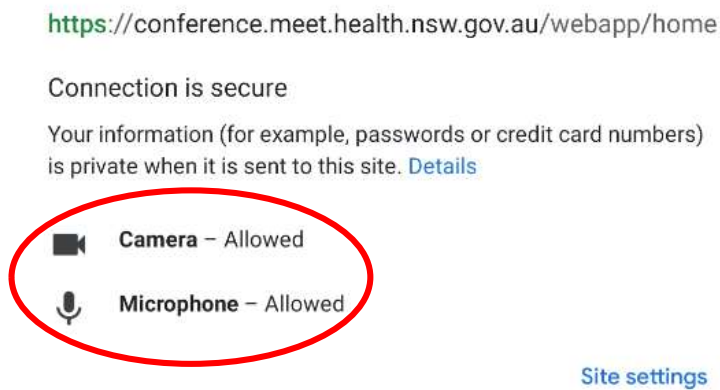 https://conference.meet.health.nsw.gov.au/webapp/home
Connection is secure
Your information (for example, passwords or credit card numbers)
is private when it is sent to this site. Details
Camera – Allowed
Microphone – Allowed
Site settings